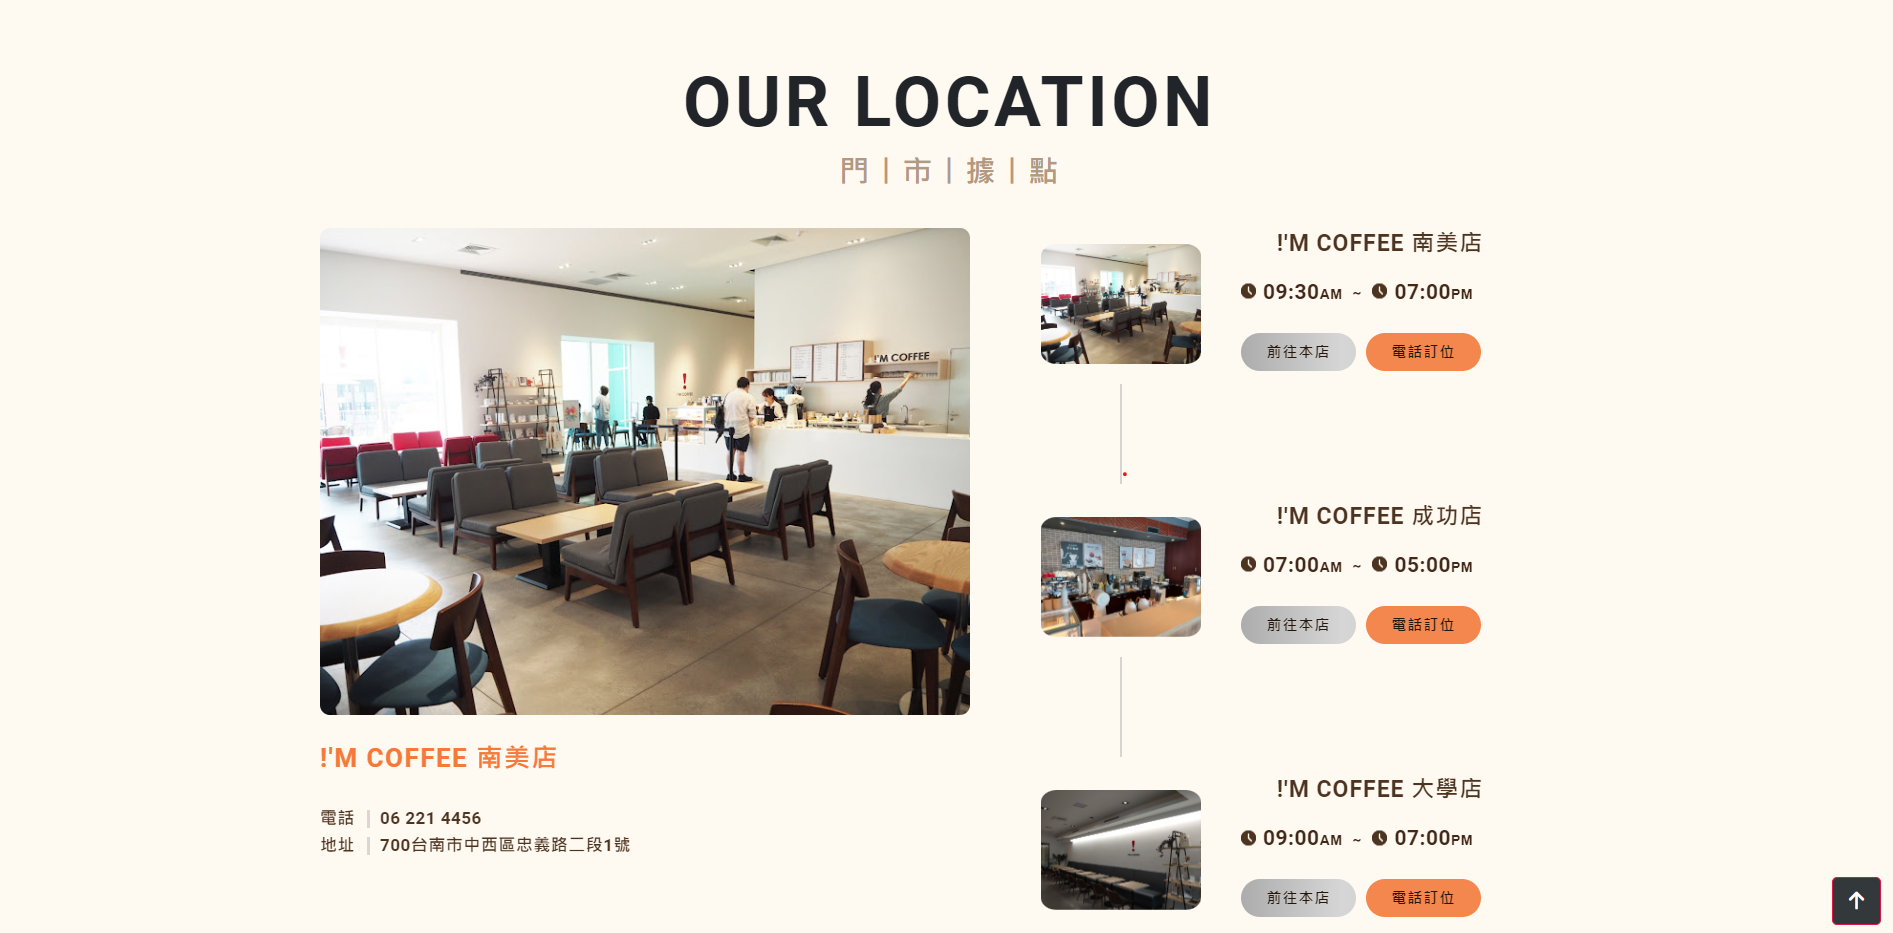 OUR LOCATION
門｜市｜據｜點
!'M COFFEE
!'M COFFEE 南美店
電話 06 221 4456
地址 700台南市中西區忠義路二段1號
!'M COFFEE 南美店
09:30AM ~ 07:00PM
前往本店 電話訂位
!'M COFFEE 成功店
07:00AM ~ 05:00PM
前往本店 電話訂位
!'M COFFEE 大學店
09:00AM ~ 07:00PM
前往本店 電話訂位